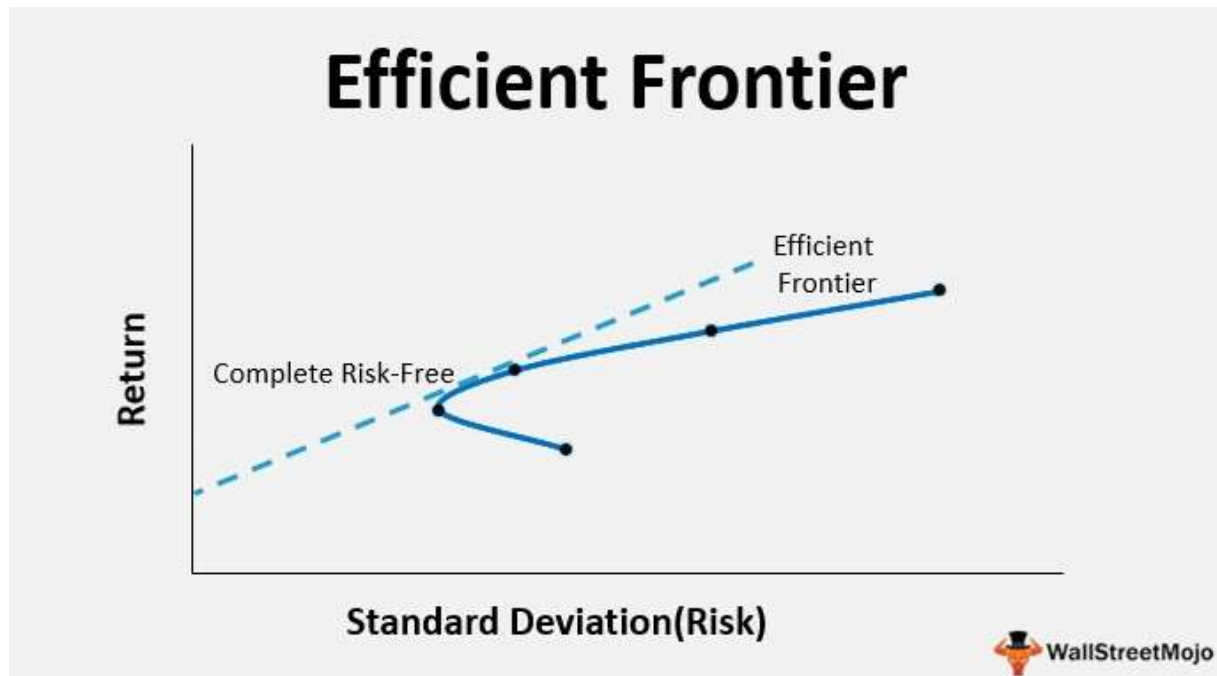 Efficient Frontier
Efficient
Frontier
Complete Risk-Free
Return
Standard Deviation(Risk)
WallStreetMojo